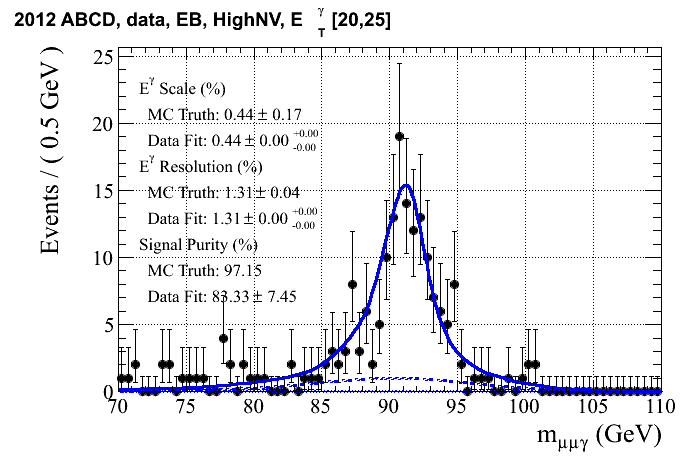 2012 ABCD, data, EB, HighNV, E γ T [20,25]
Events / ( 0.5 GeV )
25
20
15
10
5
0
E^γ Scale (%)
MC Truth: 0.44 ± 0.17
Data Fit: 0.44 ± 0.00 +0.00 -0.00
E^γ Resolution (%)
MC Truth: 1.31 ± 0.04
Data Fit: 1.31 ± 0.00 +0.00 -0.00
Signal Purity (%)
MC Truth: 97.15
Data Fit: 83.33 ± 7.45
70 75 80 85 90 95 100 105 110
m_μμγ (GeV)